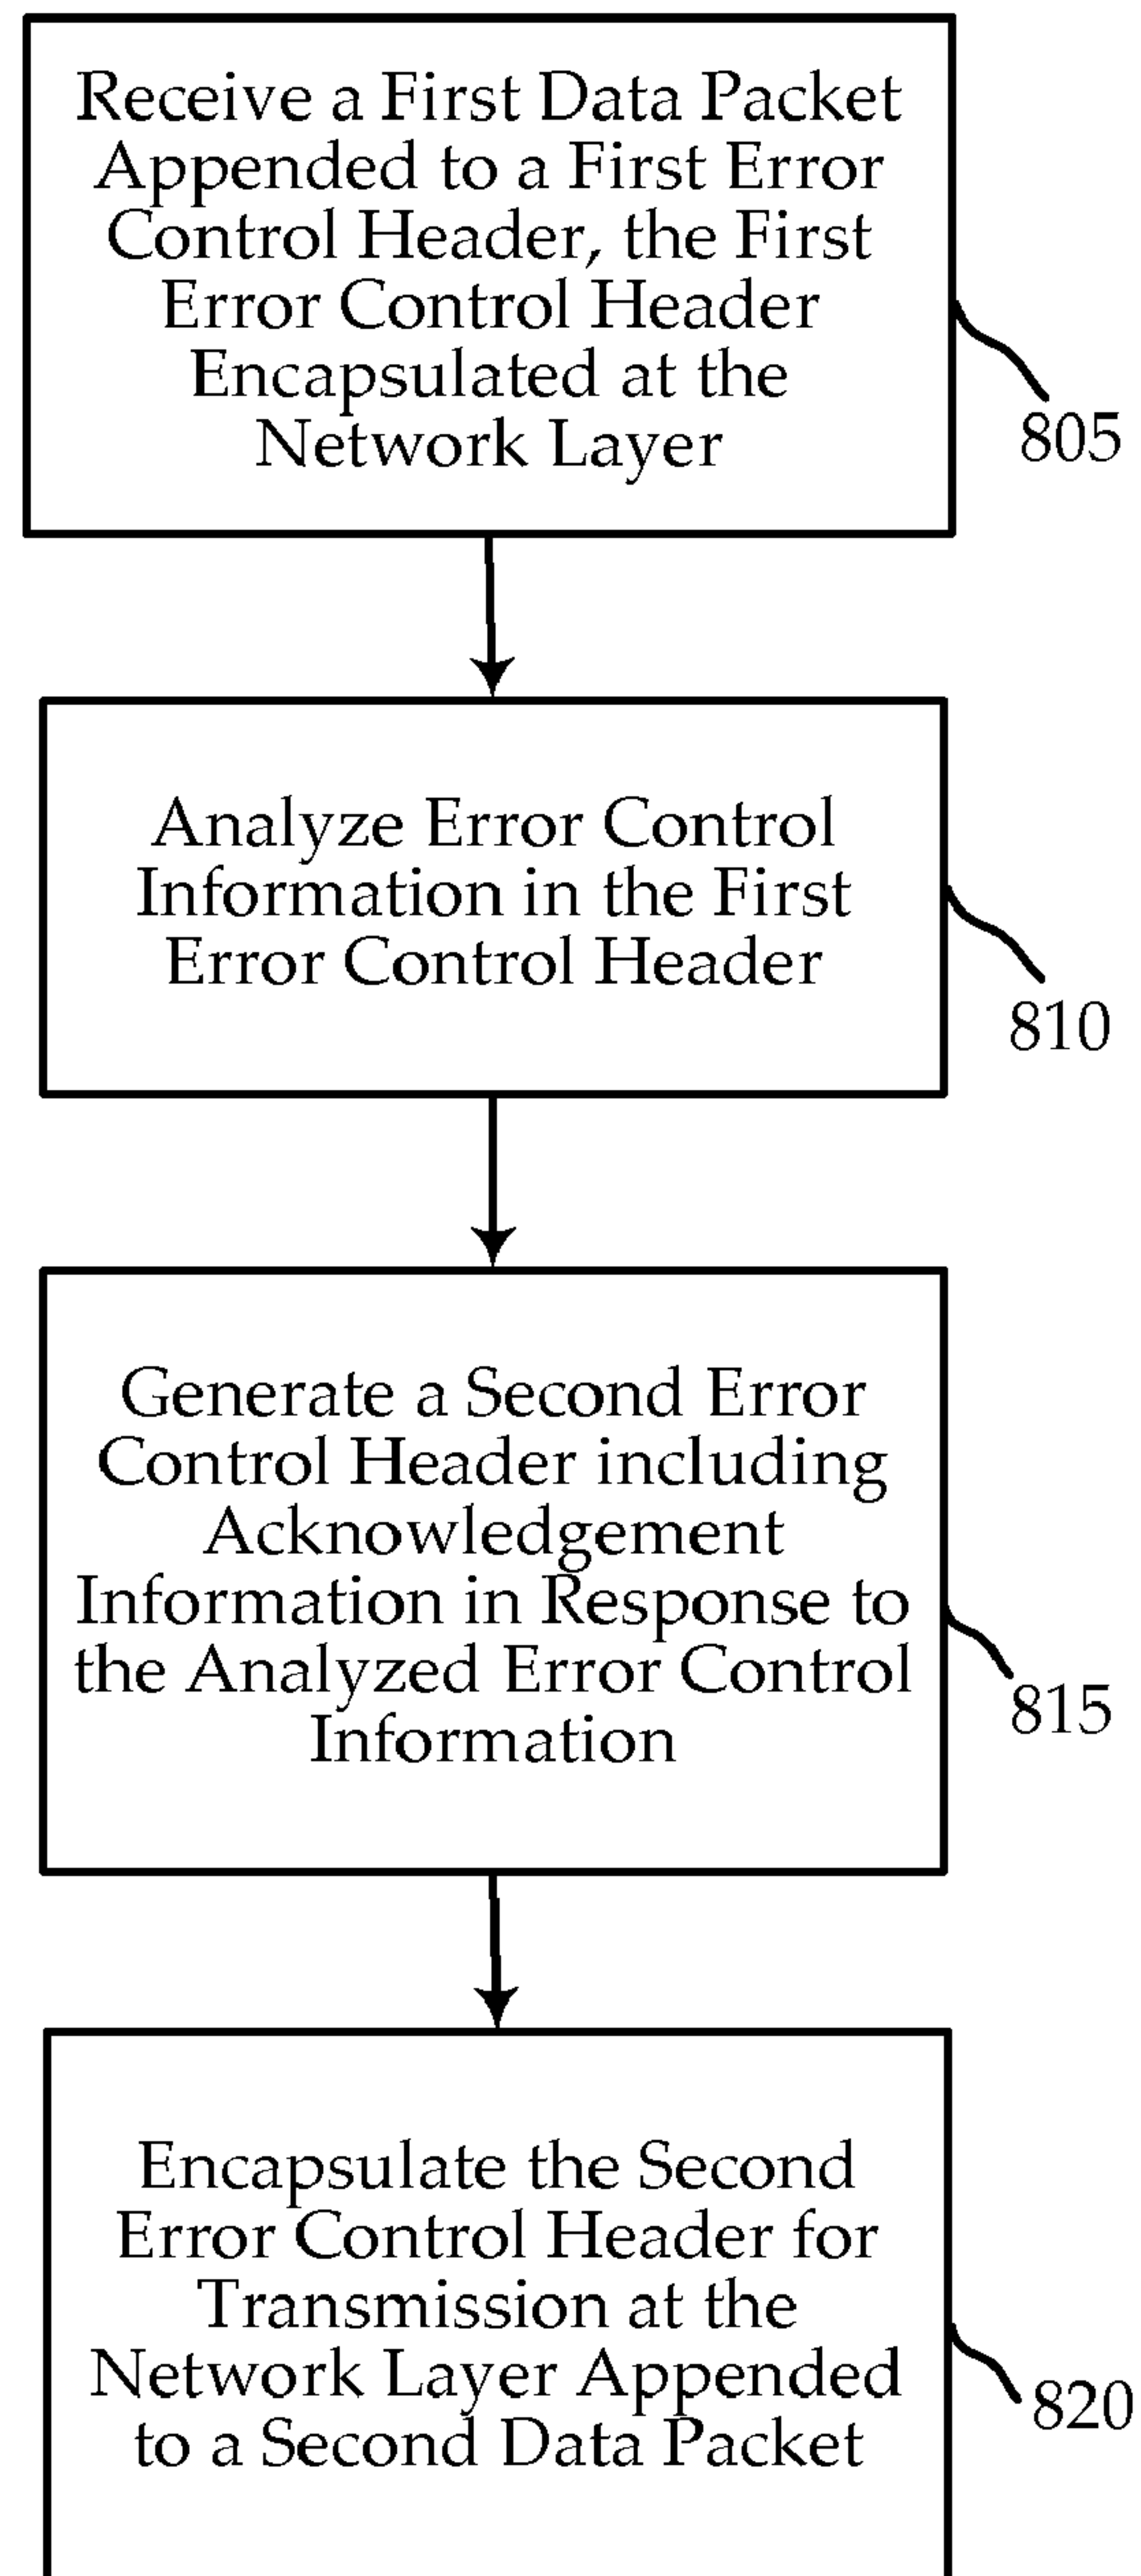 Receive a First Data Packet
Appended to a First Error
Control Header, the First
Error Control Header
Encapsulated at the
Network Layer
805
Analyze Error Control
Information in the First
Error Control Header
810
Generate a Second Error
Control Header including
Acknowledgement
Information in Response to
the Analyzed Error Control
Information
815
Encapsulate the Second
Error Control Header for
Transmission at the
Network Layer Appended
to a Second Data Packet
820